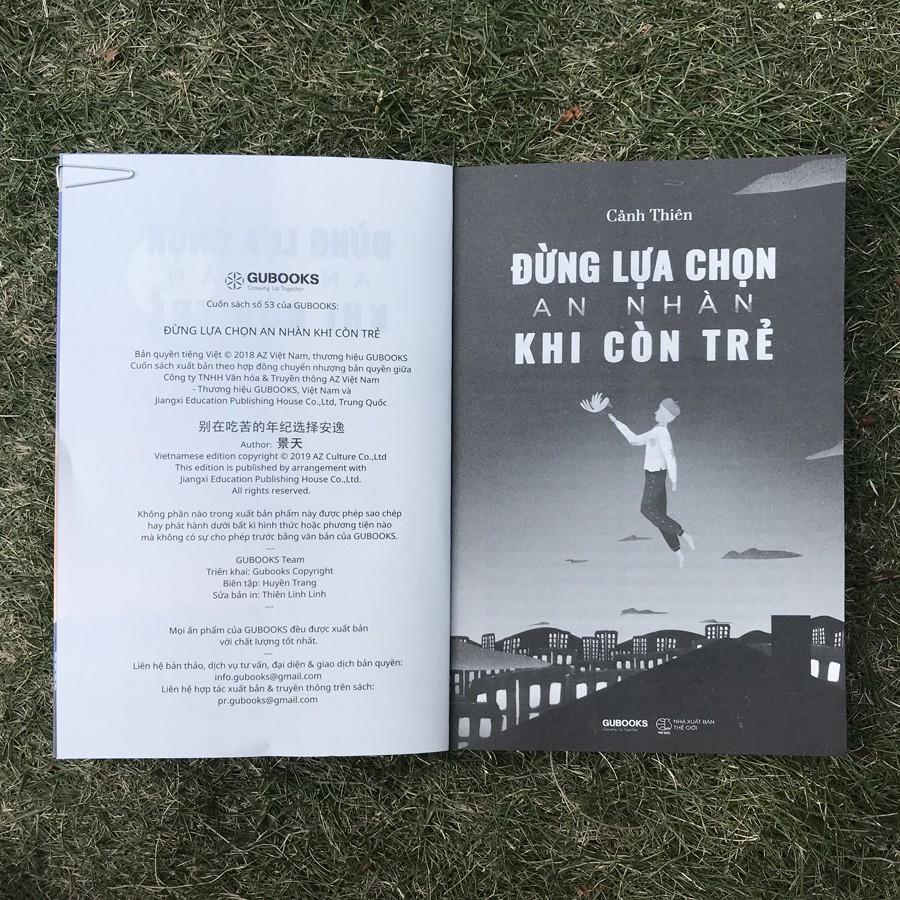 GUBOOKS
Growing Up Together
Cuốn sách số 53 của GUBOOKS:
ĐỪNG LỰA CHỌN AN NHÀN KHI CÒN TRẺ
Bản quyền tiếng Việt © 2018 AZ Việt Nam, thương hiệu GUBOOKS
Cuốn sách xuất bản theo hợp đồng chuyển nhượng bản quyền giữa
Công ty TNHH Văn hóa & Truyền thông AZ Việt Nam
- Thương hiệu GUBOOKS, Việt Nam và
Jiangxi Education Publishing House Co.,Ltd, Trung Quốc
别在吃苦的年纪选择安逸
Author: 景天
Vietnamese edition copyright © 2019 AZ Culture Co.,Ltd
This edition is published by arrangement with
Jiangxi Education Publishing House Co.,Ltd.
All rights reserved.
Không phần nào trong xuất bản phẩm này được phép sao chép
hay phát hành dưới bất kì hình thức hoặc phương tiện nào
mà không có sự cho phép trước bằng văn bản của GUBOOKS.
---
GUBOOKS Team
Triển khai: Gubooks Copyright
Biên tập: Huyền Trang
Sửa bản in: Thiên Linh Linh
---
Mọi ấn phẩm của GUBOOKS đều được xuất bản
với chất lượng tốt nhất.
---
Liên hệ bản thảo, dịch vụ tư vấn, đại diện & giao dịch bản quyền:
info.gubooks@gmail.com
Liên hệ hợp tác xuất bản & truyền thông trên sách:
pr.gubooks@gmail.com
Cảnh Thiên
ĐỪNG LỰA CHỌN
AN NHÀN
KHI CÒN TRẺ
GUBOOKS
Growing Up Together
THẾ GIỚI
NHÀ XUẤT BẢN
THẾ GIỚI